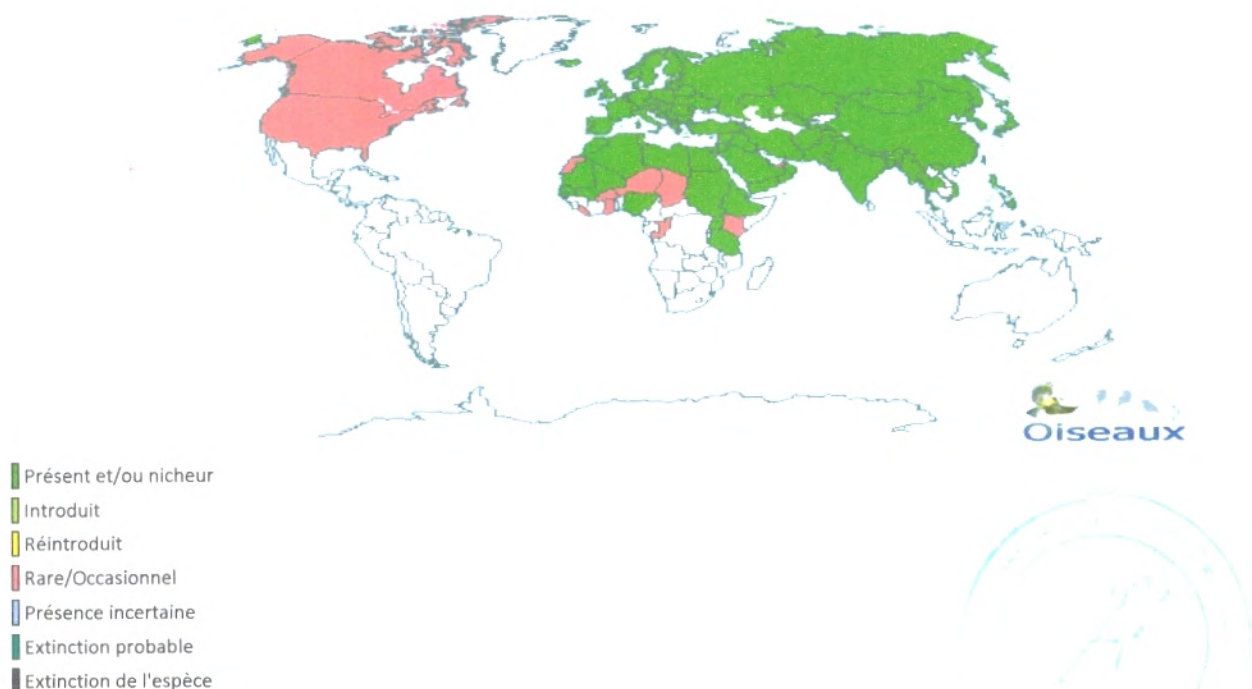 Oiseaux
Présent et/ou nicheur
Introduit
Réintroduit
Rare/Occasionnel
Présence incertaine
Extinction probable
Extinction de l'espèce